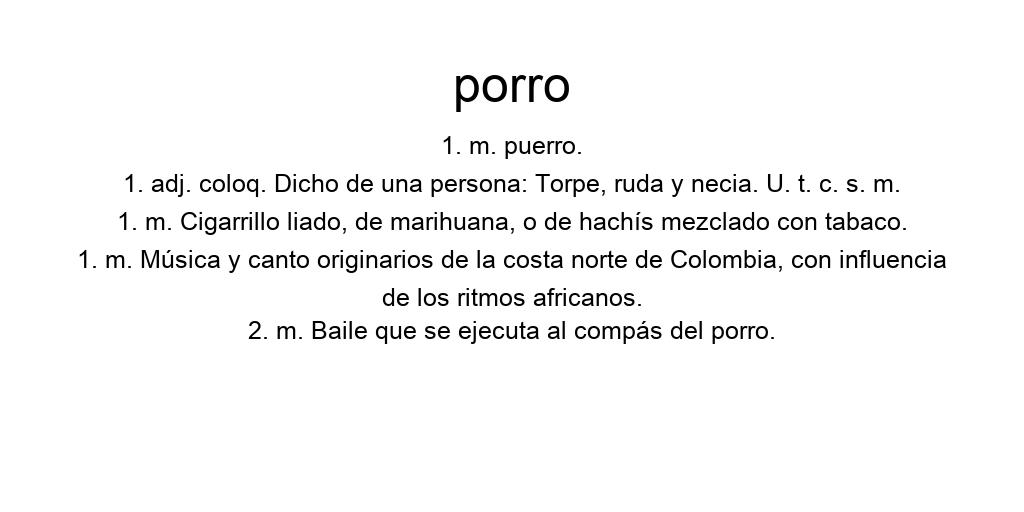 porro
1. m. puerro.
1. adj. coloq. Dicho de una persona: Torpe, ruda y necia. U. t. c. s. m.
1. m. Cigarrillo liado, de marihuana, o de hachís mezclado con tabaco.
1. m. Música y canto originarios de la costa norte de Colombia, con influencia
de los ritmos africanos.
2. m. Baile que se ejecuta al compás del porro.